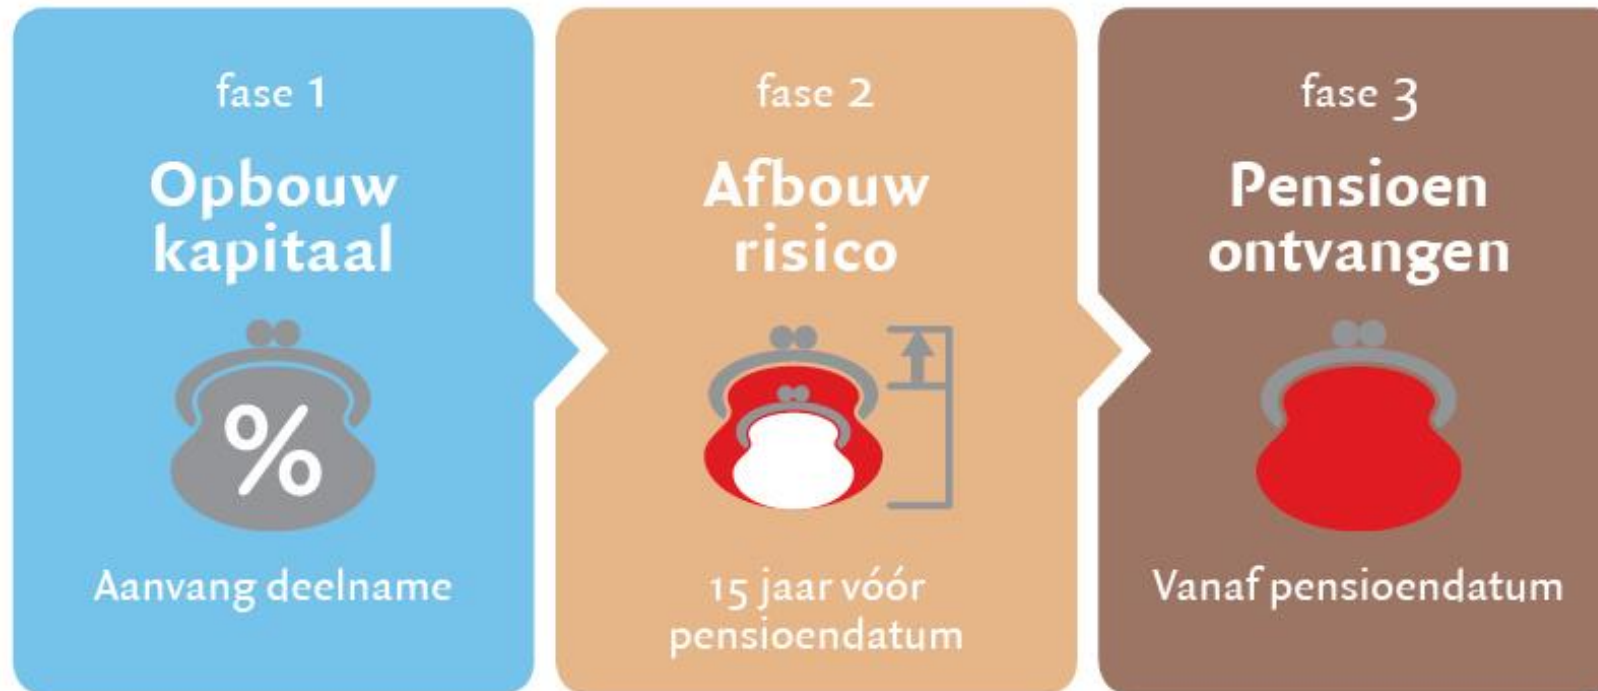 fase 1
Opbouw
kapitaal
%
Aanvang deelname
fase 2
Afbouw
risico
15 jaar vóór
pensioendatum
fase 3
Pensioen
ontvangen
Vanaf pensioendatum